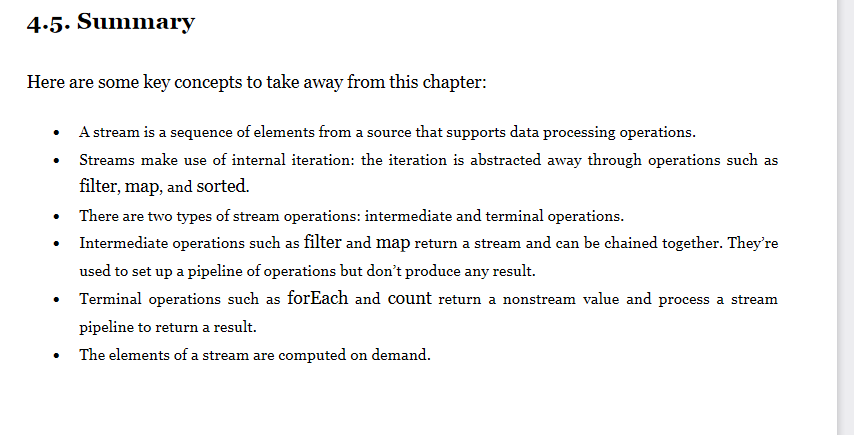 4.5. Summary
Here are some key concepts to take away from this chapter:
• A stream is a sequence of elements from a source that supports data processing operations.
• Streams make use of internal iteration: the iteration is abstracted away through operations such as
filter, map, and sorted.
• There are two types of stream operations: intermediate and terminal operations.
• Intermediate operations such as filter and map return a stream and can be chained together. They’re
used to set up a pipeline of operations but don’t produce any result.
• Terminal operations such as forEach and count return a nonstream value and process a stream
pipeline to return a result.
• The elements of a stream are computed on demand.